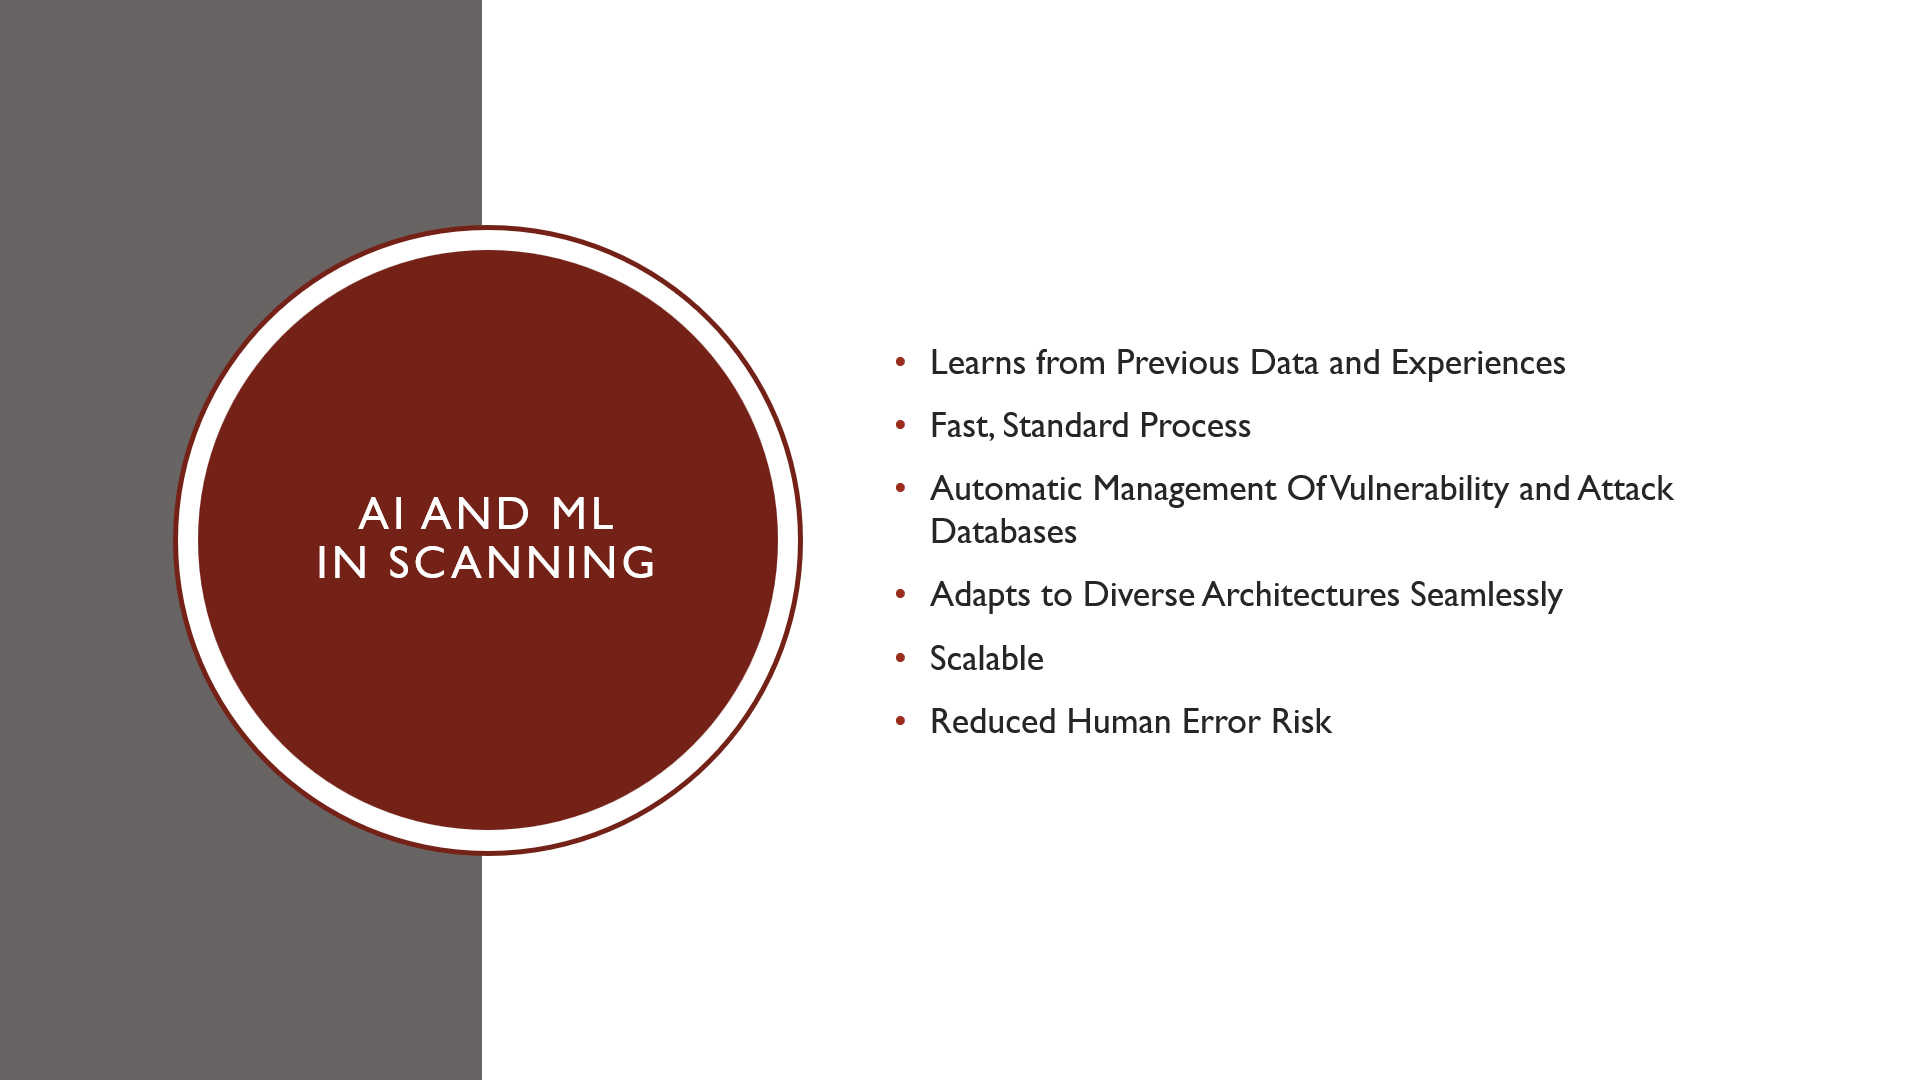 AI AND ML
IN SCANNING
• Learns from Previous Data and Experiences
• Fast, Standard Process
• Automatic Management Of Vulnerability and Attack
Databases
• Adapts to Diverse Architectures Seamlessly
• Scalable
• Reduced Human Error Risk